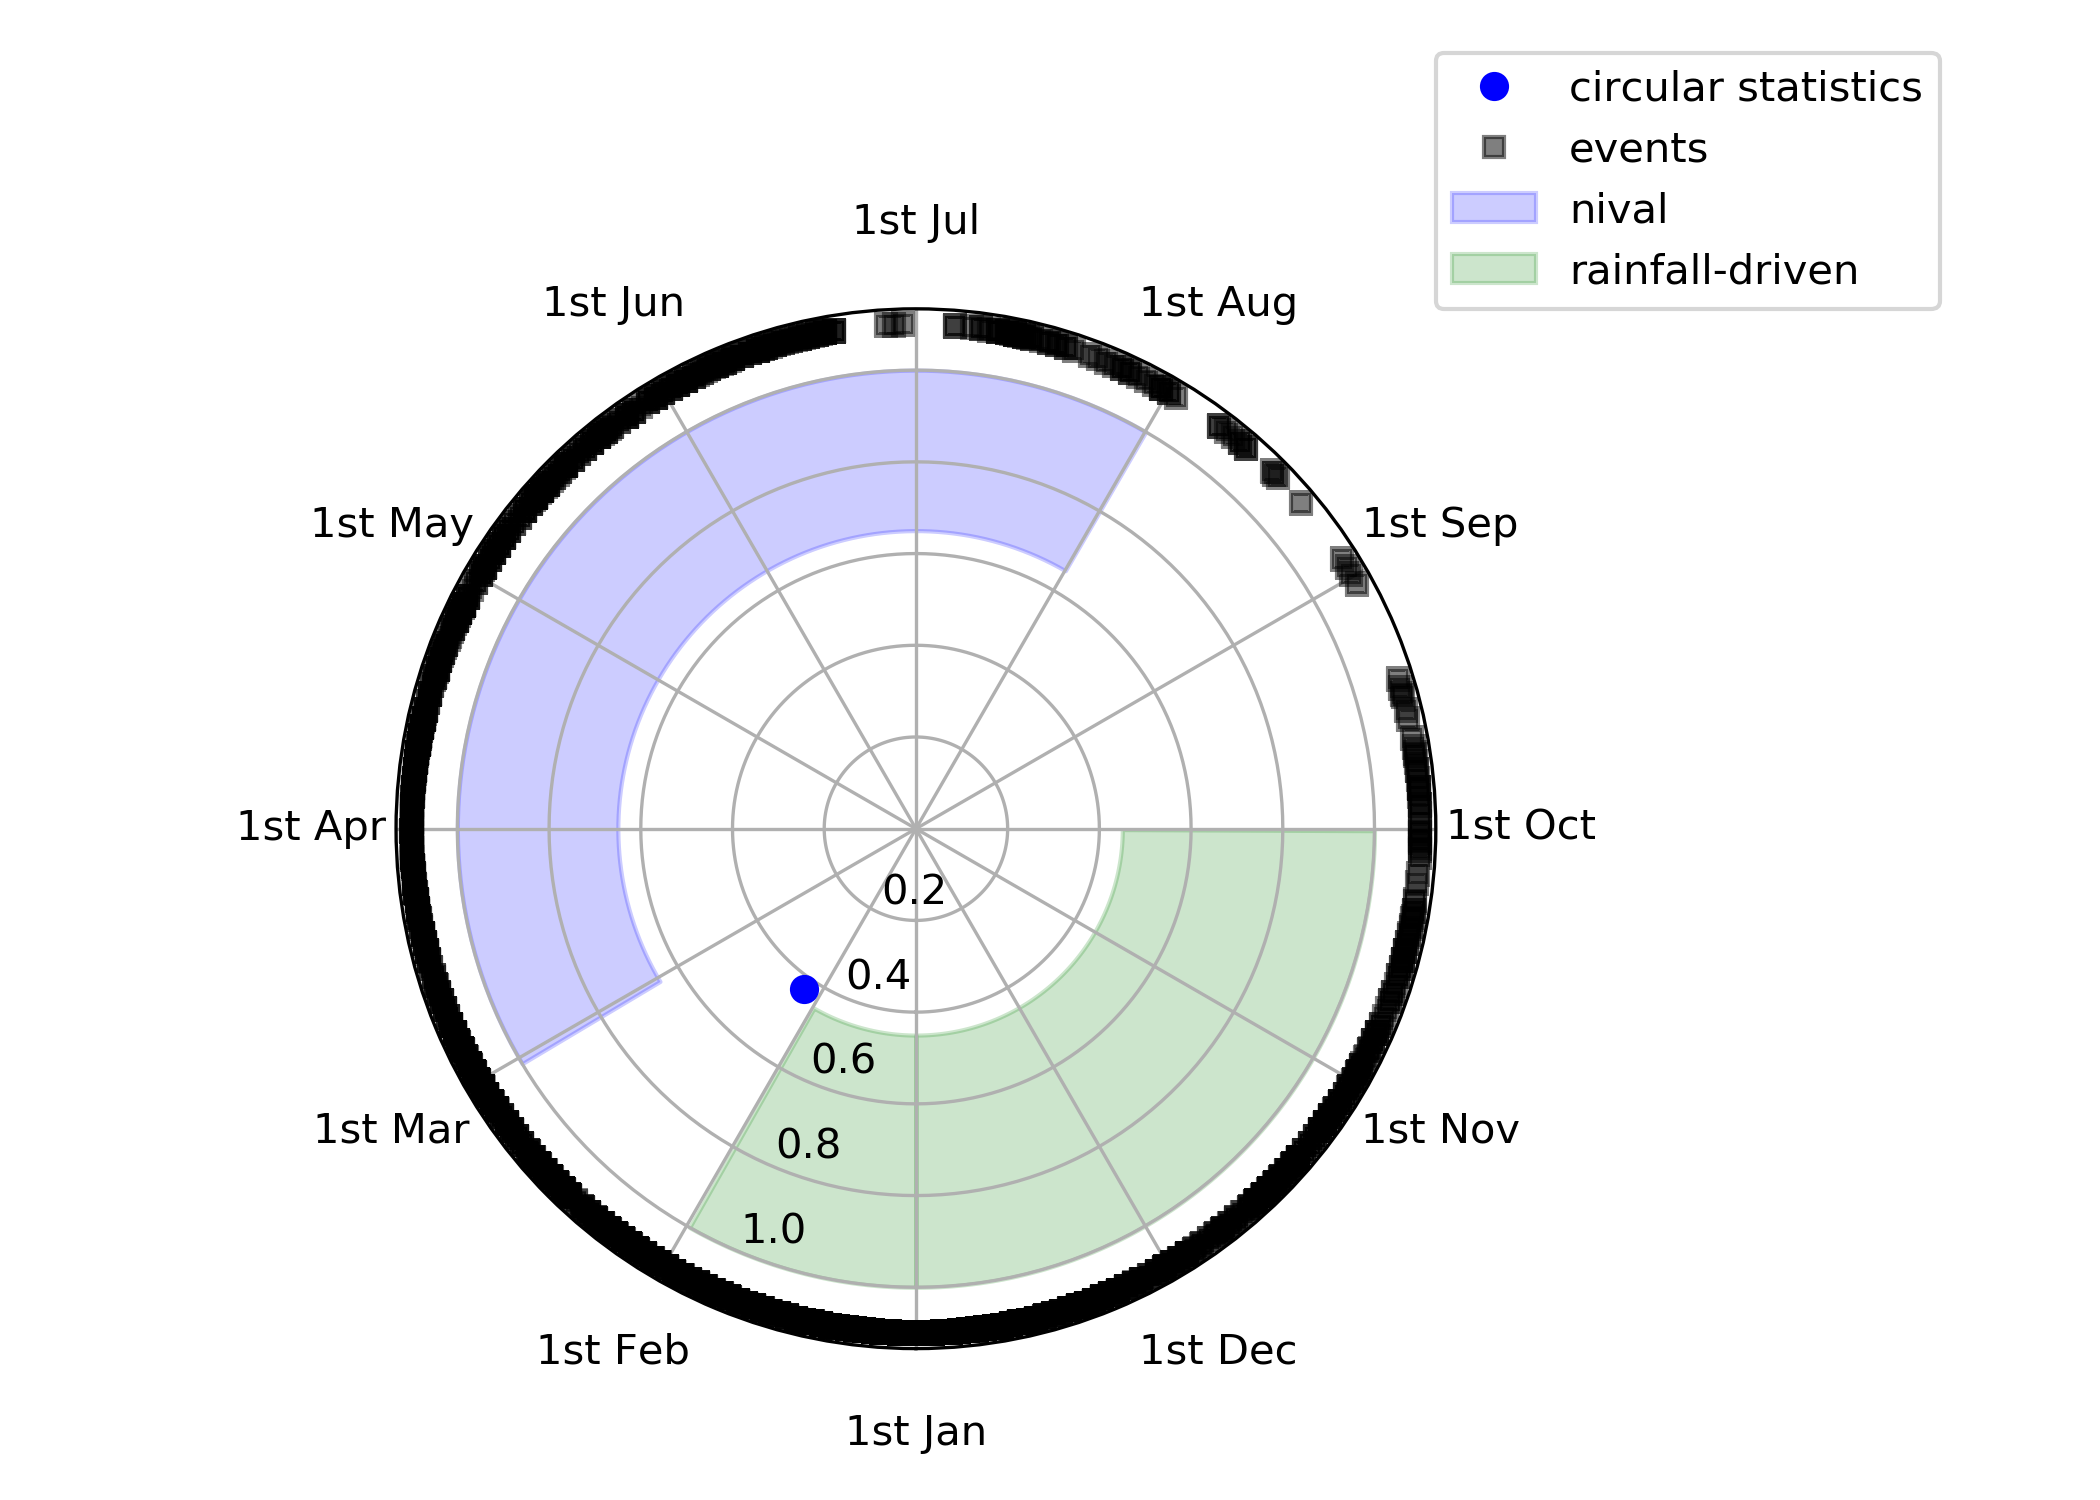 circular statistics
events
nival
rainfall-driven
1st Jul
1st Jun
1st Aug
1st May
1st Sep
1st Apr
1st Oct
0.2
0.4
0.6
0.8
1.0
1st Mar
1st Nov
1st Feb
1st Dec
1st Jan